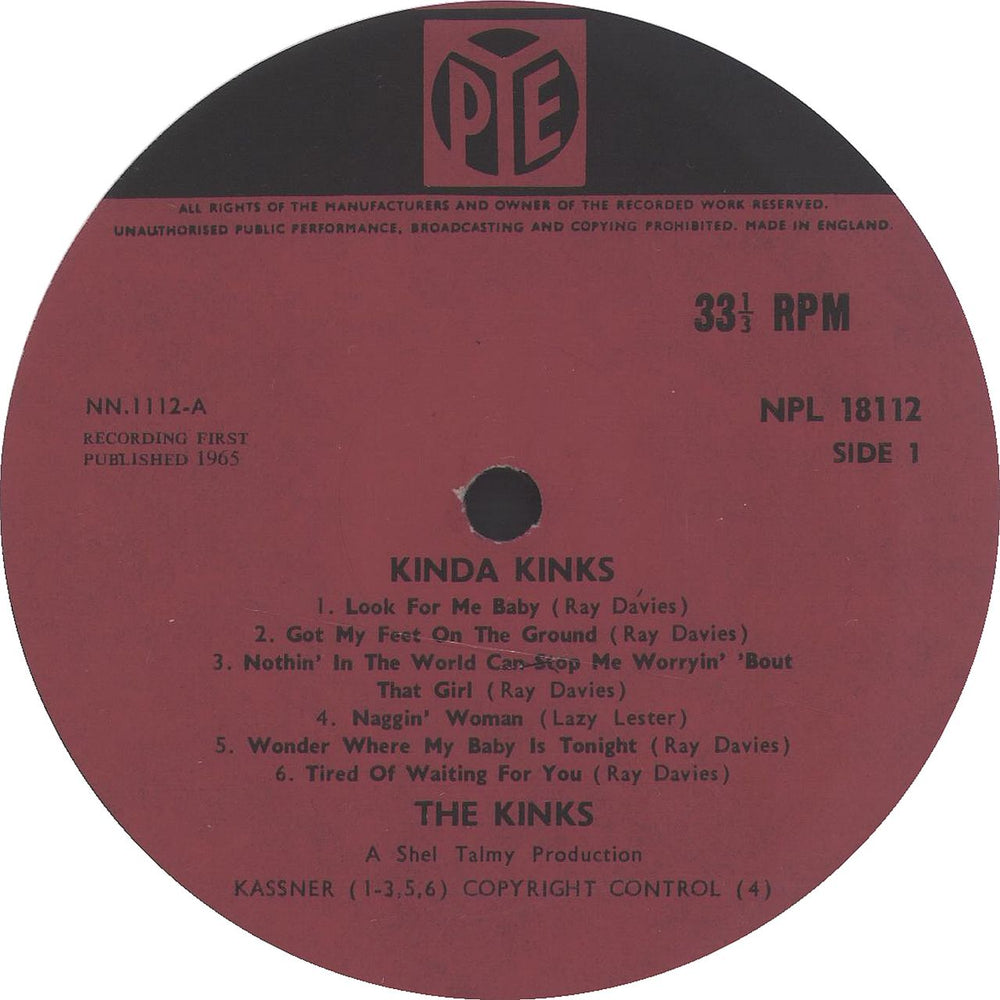 PYE
ALL RIGHTS OF THE MANUFACTURERS AND OWNER OF THE RECORDED WORK RESERVED.
UNAUTHORISED PUBLIC PERFORMANCE, BROADCASTING AND COPYING PROHIBITED. MADE IN ENGLAND.
33⅓ RPM
NN.1112-A
NPL 18112
RECORDING FIRST
PUBLISHED 1965
SIDE 1
KINDA KINKS
1. Look For Me Baby (Ray Davies)
2. Got My Feet On The Ground (Ray Davies)
3. Nothin' In The World Can Stop Me Worryin' 'Bout
That Girl (Ray Davies)
4. Naggin' Woman (Lazy Lester)
5. Wonder Where My Baby Is Tonight (Ray Davies)
6. Tired Of Waiting For You (Ray Davies)
THE KINKS
A Shel Talmy Production
KASSNER (1-3,5,6) COPYRIGHT CONTROL (4)